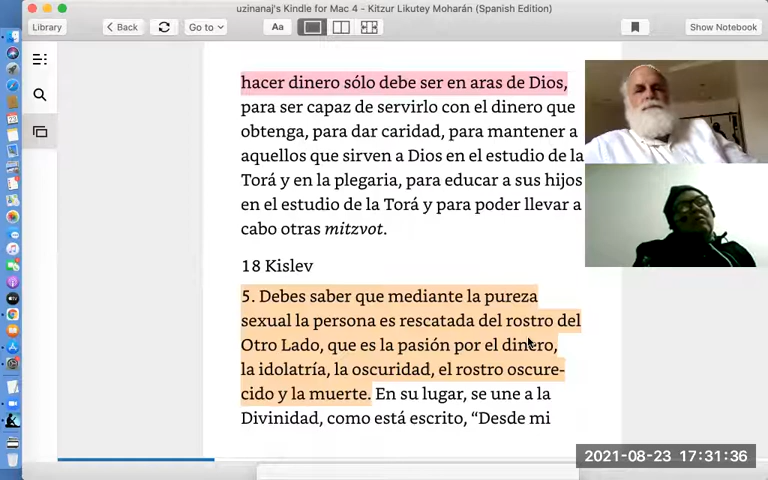 uzinanaj's Kindle for Mac 4 - Kitzur Likutey Moharán (Spanish Edition)
Library
Back
Go to
Aa
Show Notebook
hacer dinero sólo debe ser en aras de Dios,
para ser capaz de servirlo con el dinero que
obtenga, para dar caridad, para mantener a
aquellos que sirven a Dios en el estudio de la
Torá y en la plegaria, para educar a sus hijos
en el estudio de la Torá y para poder llevar a
cabo otras mitzvot.
18 Kislev
5. Debes saber que mediante la pureza
sexual la persona es rescatada del rostro del
Otro Lado, que es la pasión por el dinero,
la idolatría, la oscuridad, el rostro oscure-
cido y la muerte. En su lugar, se une a la
Divinidad, como está escrito, “Desde mi
2021-08-23 17:31:36